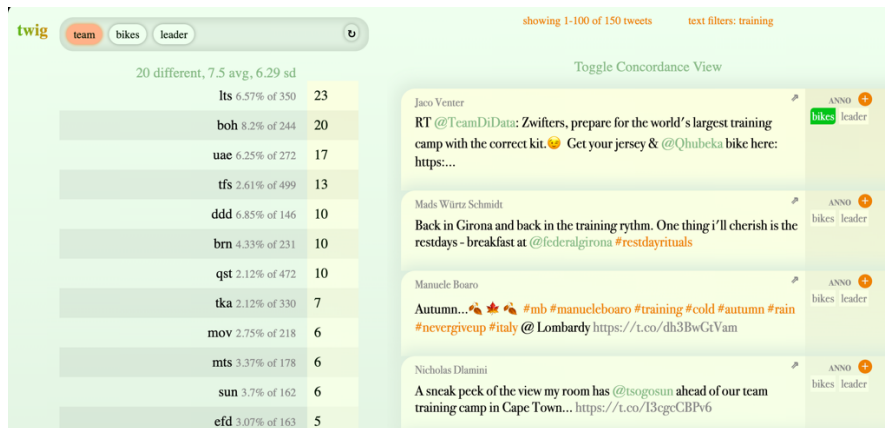 twig
team bikes leader ↻
showing 1-100 of 150 tweets text filters: training
20 different, 7.5 avg, 6.29 sd
lts 6.57% of 350 23
boh 8.2% of 244 20
uae 6.25% of 272 17
tfs 2.61% of 499 13
ddd 6.85% of 146 10
brn 4.33% of 231 10
qst 2.12% of 472 10
tka 2.12% of 330 7
mov 2.75% of 218 6
mts 3.37% of 178 6
sun 3.7% of 162 6
efd 3.07% of 163 5
Toggle Concordance View
Jaco Venter
ANNO +
bikes leader
RT @TeamDiData: Zwifters, prepare for the world's largest training
camp with the correct kit.😉 Get your jersey & @Qhubeka bike here:
https:...
Mads Würtz Schmidt
ANNO +
bikes leader
Back in Girona and back in the training rythm. One thing i'll cherish is the
restdays - breakfast at @federalgirona #restdayrituals
Manuele Boaro
ANNO +
bikes leader
Autumn...🍂 🍁 🍂 #mb #manueleboaro #training #cold #autumn #rain
#nevergiveup #italy @ Lombardy https://t.co/dh3BwGtVam
Nicholas Dlamini
ANNO +
bikes leader
A sneak peek of the view my room has @tsogosun ahead of our team
training camp in Cape Town... https://t.co/I3cgcCBPv6